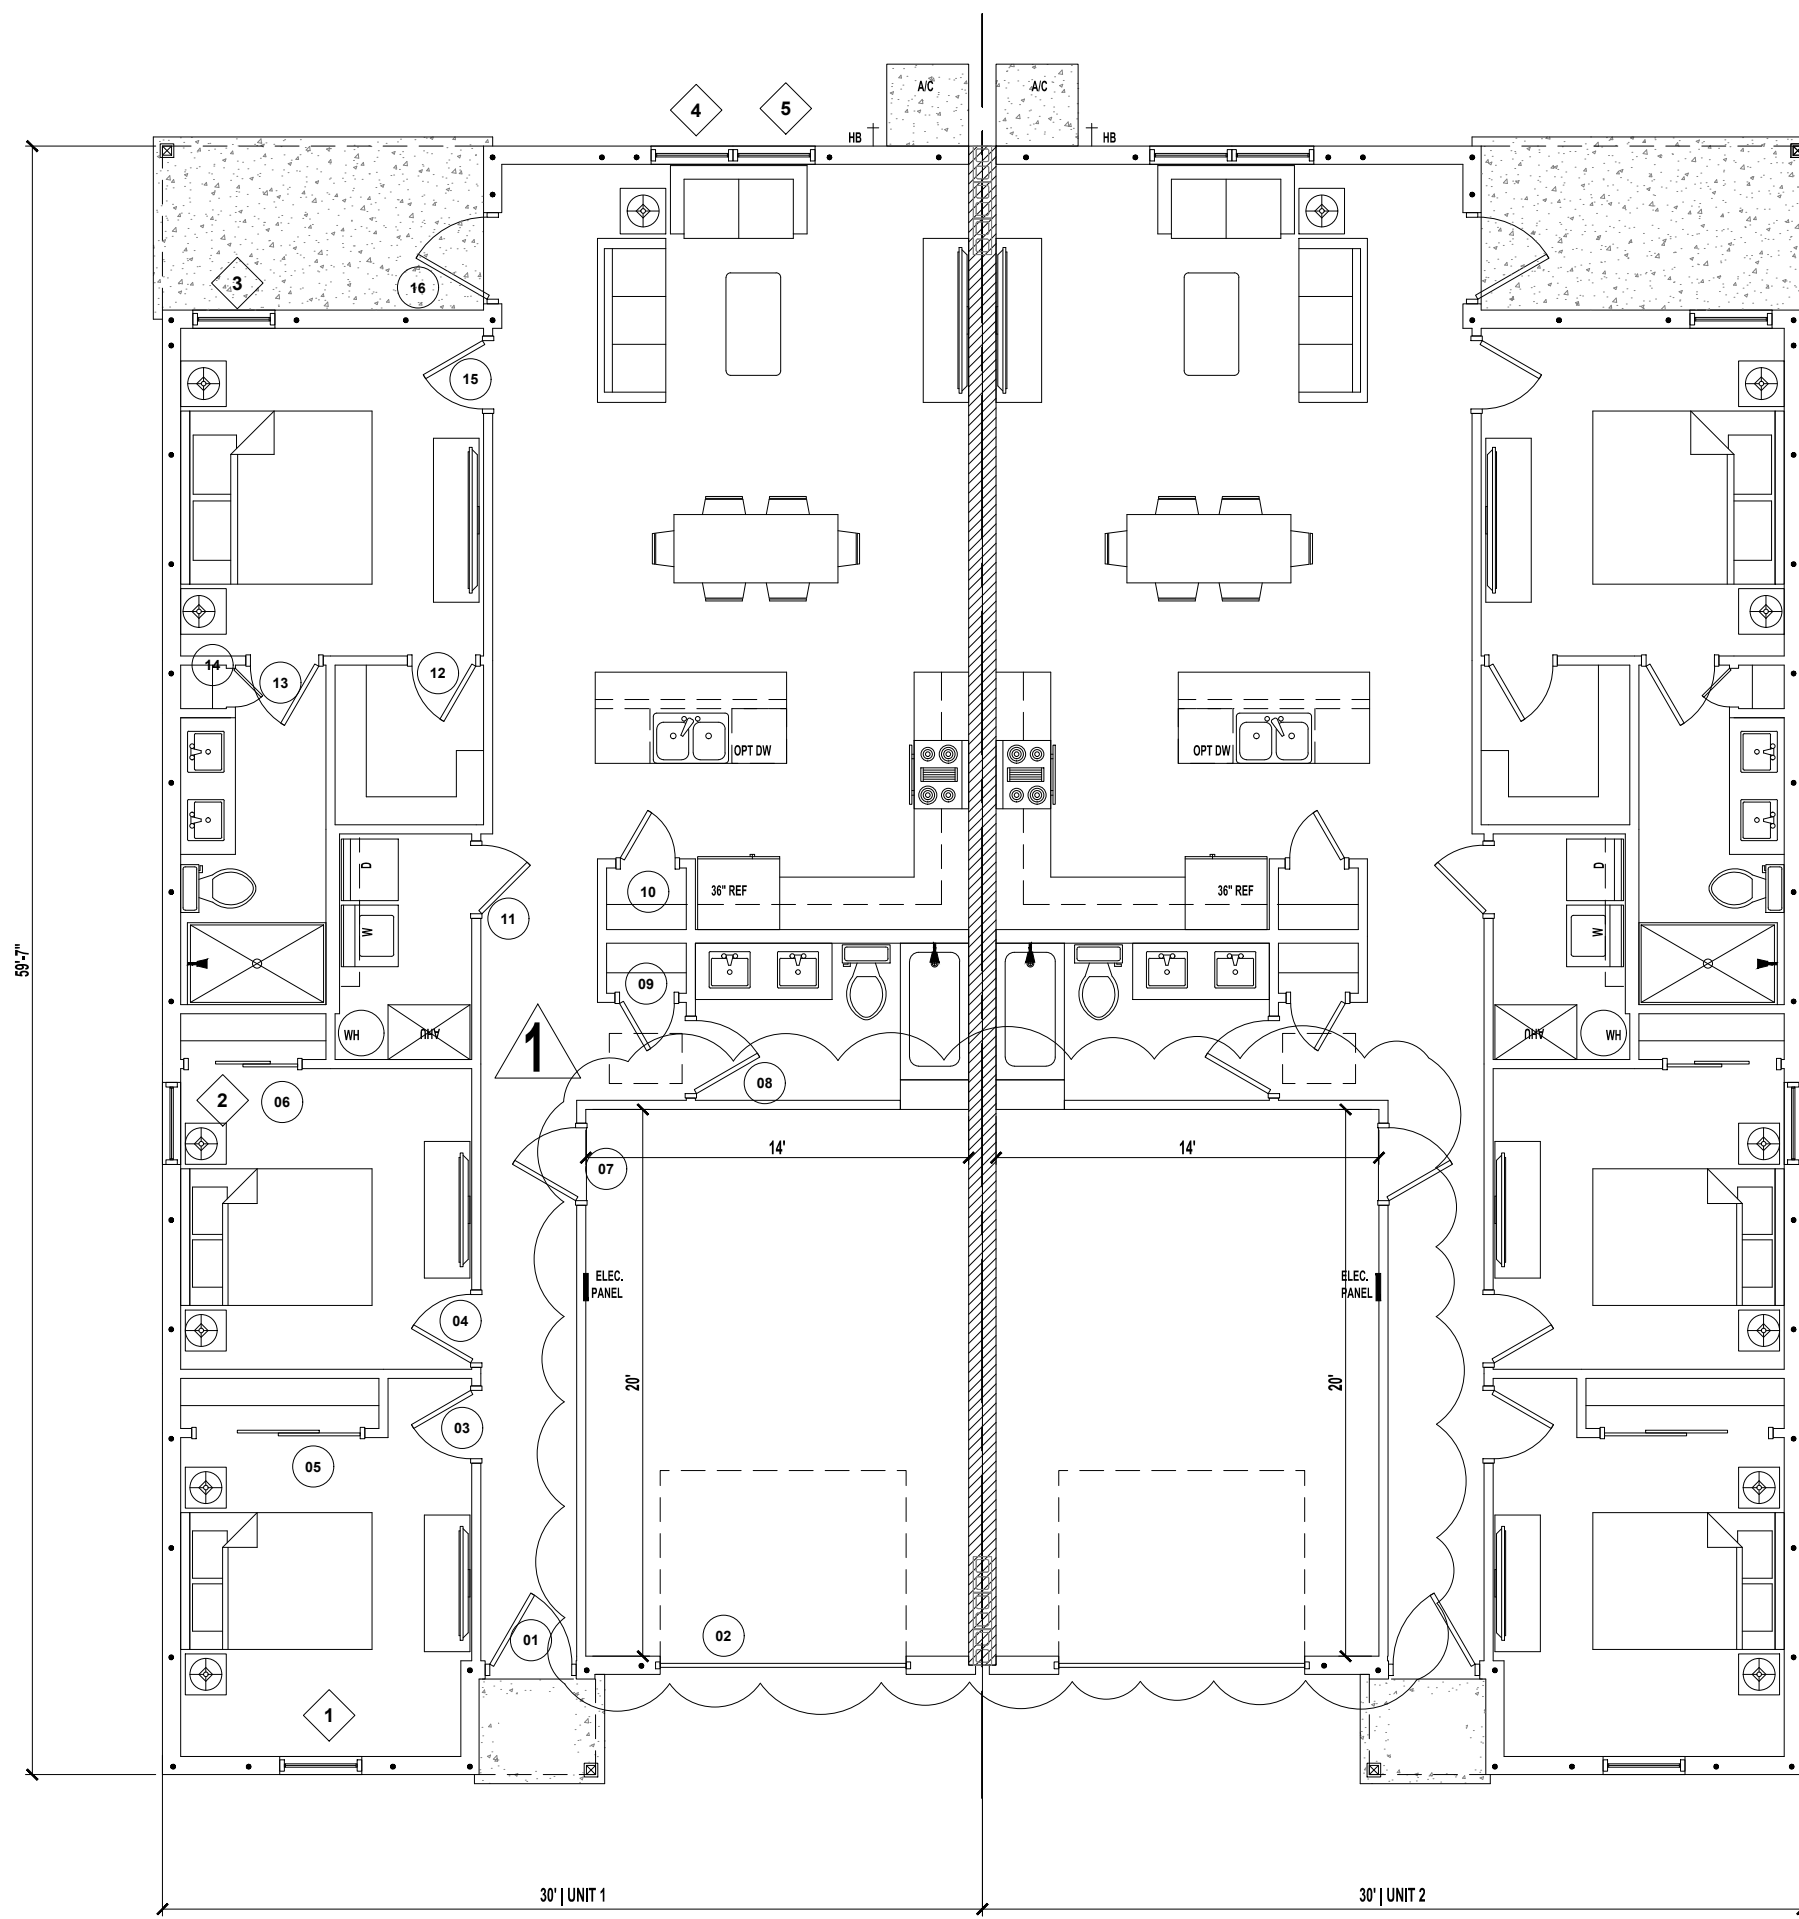 A/C
A/C
4
5
HB
HB
3
16
15
14
13
12
OPT DW
OPT DW
D
10
36" REF
36" REF
D
11
W
W
59'-7"
09
1
WH
AHU
AHU
WH
08
2
06
14'
14'
07
ELEC.
PANEL
ELEC.
PANEL
04
20'
20'
03
05
01
02
1
30' | UNIT 1
30' | UNIT 2